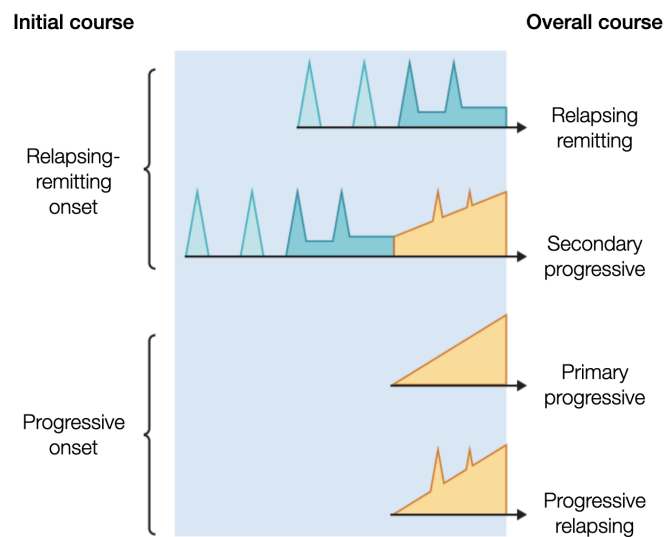 Initial course
Overall course
Relapsing
remitting
Relapsing-
remitting
onset
Secondary
progressive
Primary
progressive
Progressive
onset
Progressive
relapsing